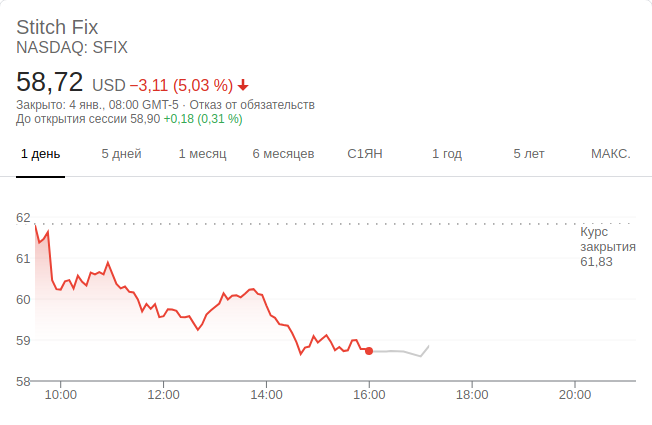 Stitch Fix
NASDAQ: SFIX
58,72 USD −3,11 (5,03 %)
Закрыто: 4 янв., 08:00 GMT-5 · Отказ от обязательств
До открытия сессии 58,90 +0,18 (0,31 %)
1 день 5 дней 1 месяц 6 месяцев С1ЯН 1 год 5 лет МАКС.
62
Курс
закрытия
61,83
61
60
59
58
10:00 12:00 14:00 16:00 18:00 20:00